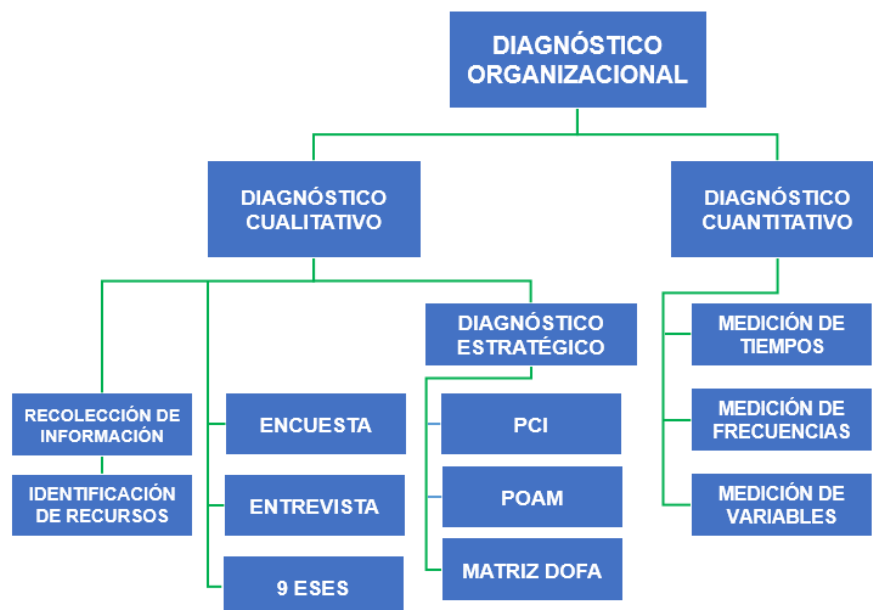 DIAGNÓSTICO
ORGANIZACIONAL
DIAGNÓSTICO
CUALITATIVO
DIAGNÓSTICO
CUANTITATIVO
RECOLECCIÓN DE
INFORMACIÓN
IDENTIFICACIÓN
DE RECURSOS
ENCUESTA
ENTREVISTA
9 ESES
DIAGNÓSTICO
ESTRATÉGICO
PCI
POAM
MATRIZ DOFA
MEDICIÓN DE
TIEMPOS
MEDICIÓN DE
FRECUENCIAS
MEDICIÓN DE
VARIABLES